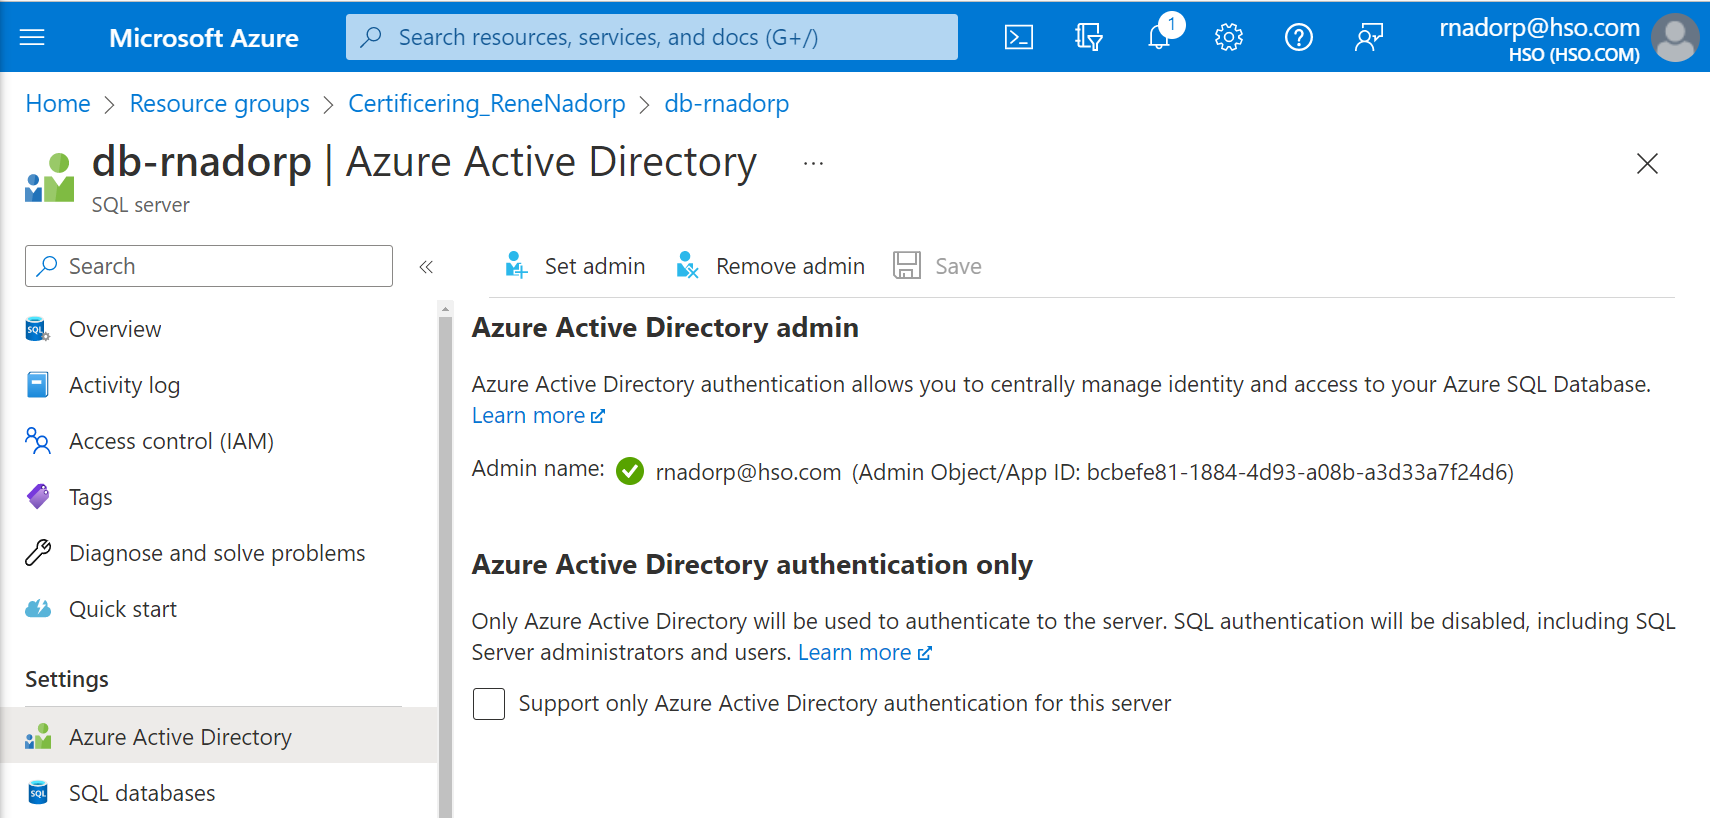 Microsoft Azure
Search resources, services, and docs (G+/)
1
rnadorp@hso.com
HSO (HSO.COM)
Home > Resource groups > Certificering_ReneNadorp > db-rnadorp
db-rnadorp | Azure Active Directory ...
SQL server
Search
«
Set admin
Remove admin
Save
Overview
Activity log
Access control (IAM)
Tags
Diagnose and solve problems
Quick start
Settings
Azure Active Directory
SQL databases
Azure Active Directory admin
Azure Active Directory authentication allows you to centrally manage identity and access to your Azure SQL Database.
Learn more
Admin name: rnadorp@hso.com (Admin Object/App ID: bcbefe81-1884-4d93-a08b-a3d33a7f24d6)
Azure Active Directory authentication only
Only Azure Active Directory will be used to authenticate to the server. SQL authentication will be disabled, including SQL
Server administrators and users. Learn more
Support only Azure Active Directory authentication for this server